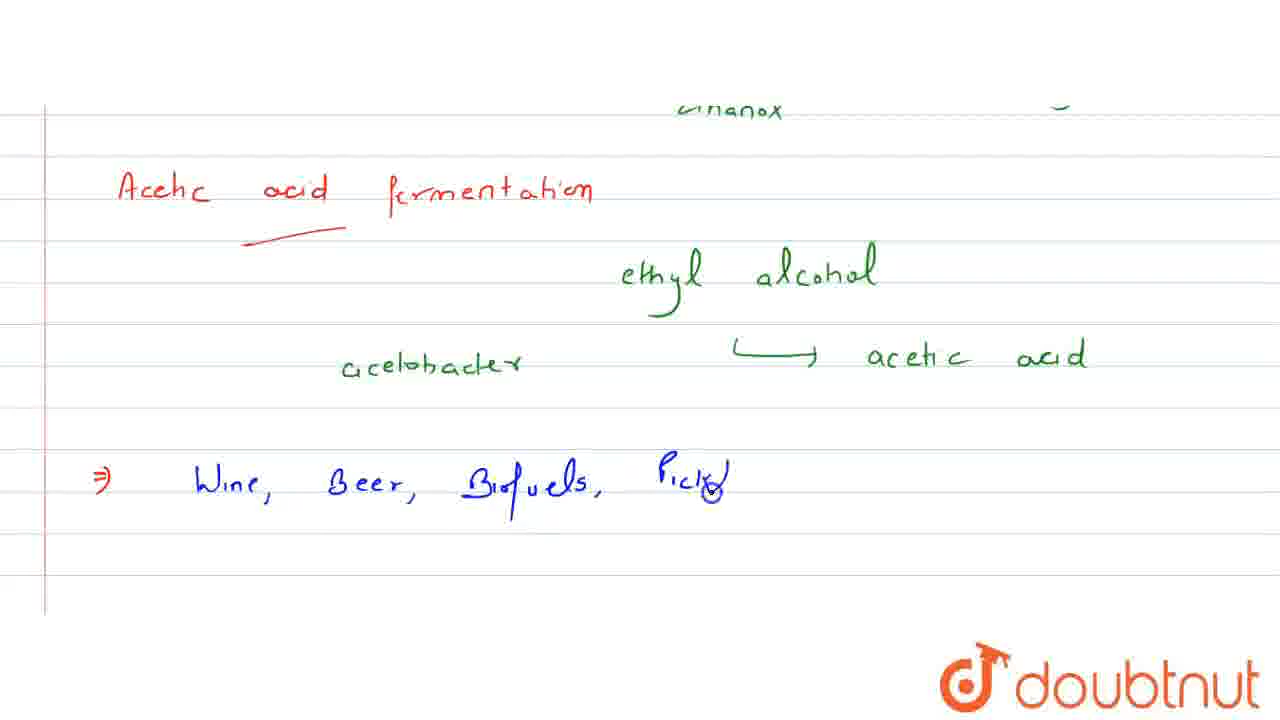 Acetic acid fermentation
ethyl alcohol
acetobacter
acetic acid
⇒ Wine, Beer, Biofuels,
doubtnut